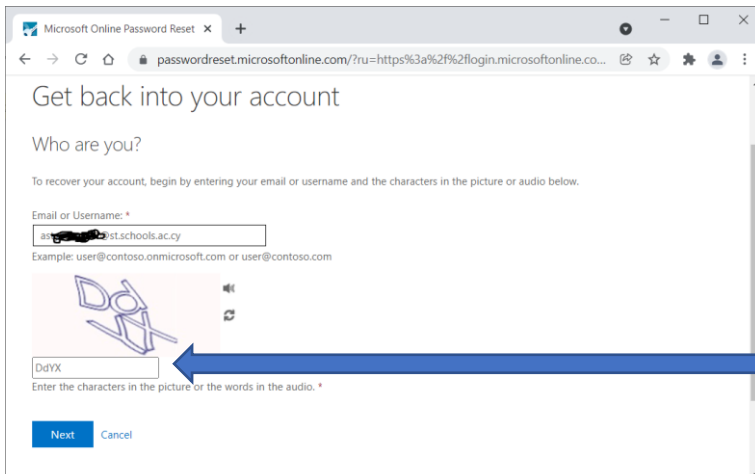 Microsoft Online Password Reset
passwordreset.microsoftonline.com/?ru=https%3a%2f%2flogin.microsoftonline.co...
Get back into your account
Who are you?
To recover your account, begin by entering your email or username and the characters in the picture or audio below.
Email or Username: *
as @st.schools.ac.cy
Example: user@contoso.onmicrosoft.com or user@contoso.com
DdYX
Enter the characters in the picture or the words in the audio. *
Next Cancel